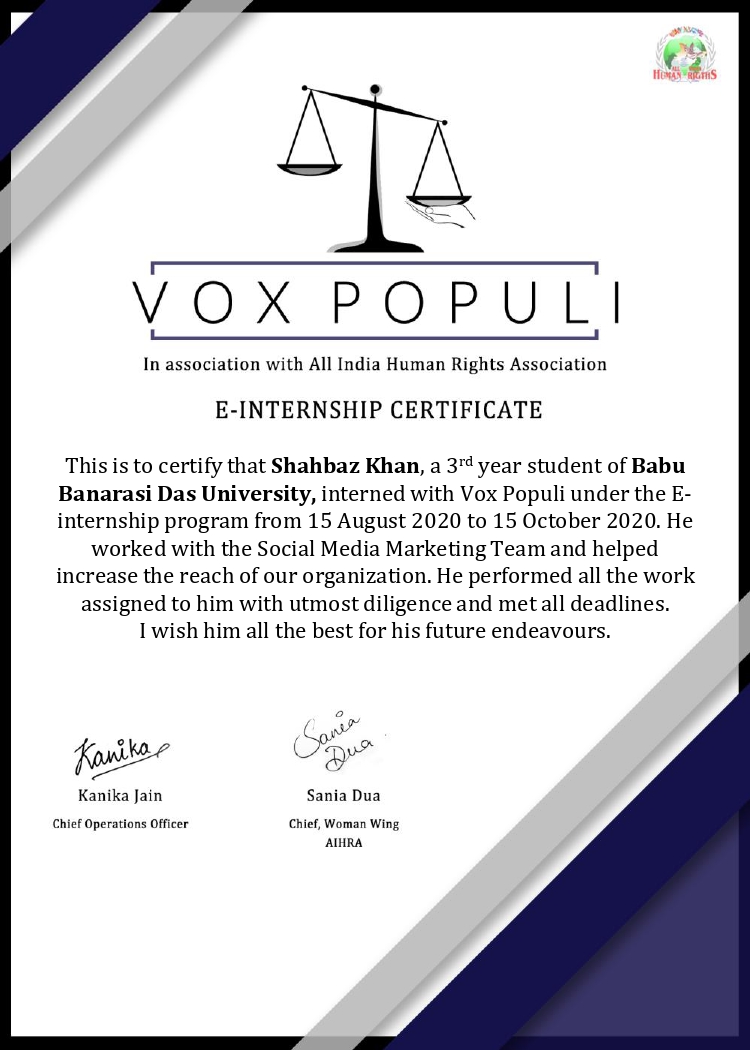 HUMAN RIGHTS
VOX POPULI
In association with All India Human Rights Association
E-INTERNSHIP CERTIFICATE
This is to certify that Shahbaz Khan, a 3rd year student of Babu
Banarasi Das University, interned with Vox Populi under the E-
internship program from 15 August 2020 to 15 October 2020. He
worked with the Social Media Marketing Team and helped
increase the reach of our organization. He performed all the work
assigned to him with utmost diligence and met all deadlines.
I wish him all the best for his future endeavours.
Kanika
Sania
Dua
Kanika Jain
Sania Dua
Chief Operations Officer
Chief, Woman Wing
AIHRA